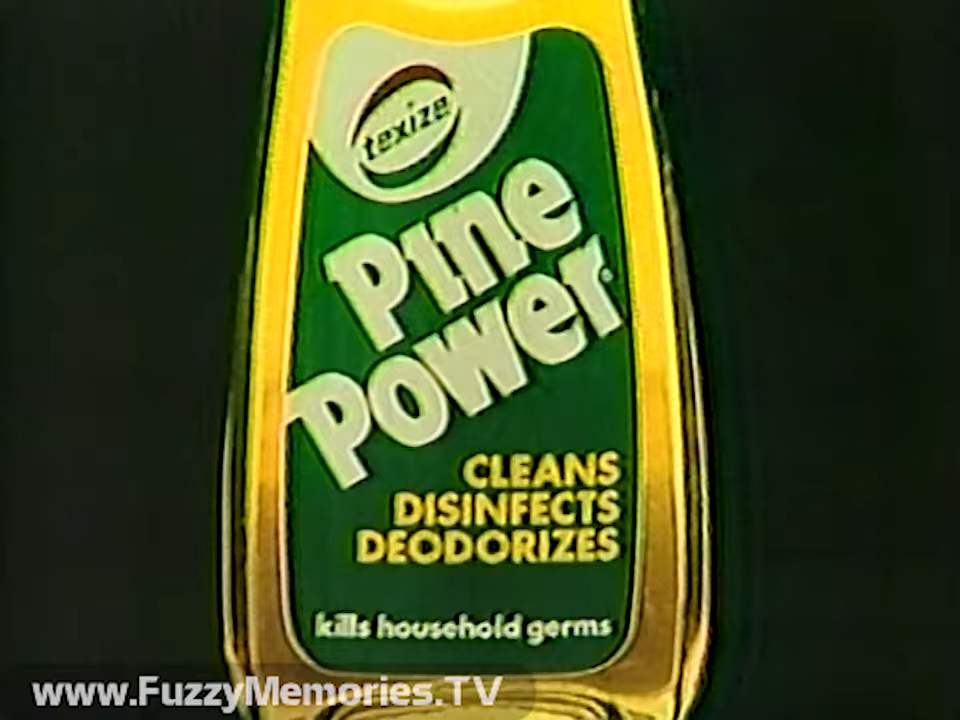 texize
Pine
Power®
CLEANS
DISINFECTS
DEODORIZES
kills household germs
www.FuzzyMemories.TV